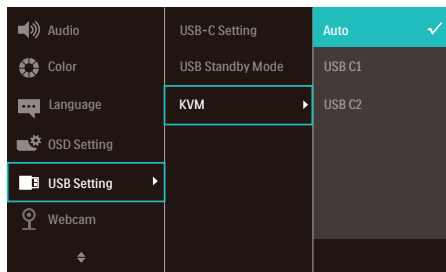 Audio
Color
Language
OSD Setting
USB Setting
Webcam
USB-C Setting
USB Standby Mode
KVM
Auto
USB C1
USB C2